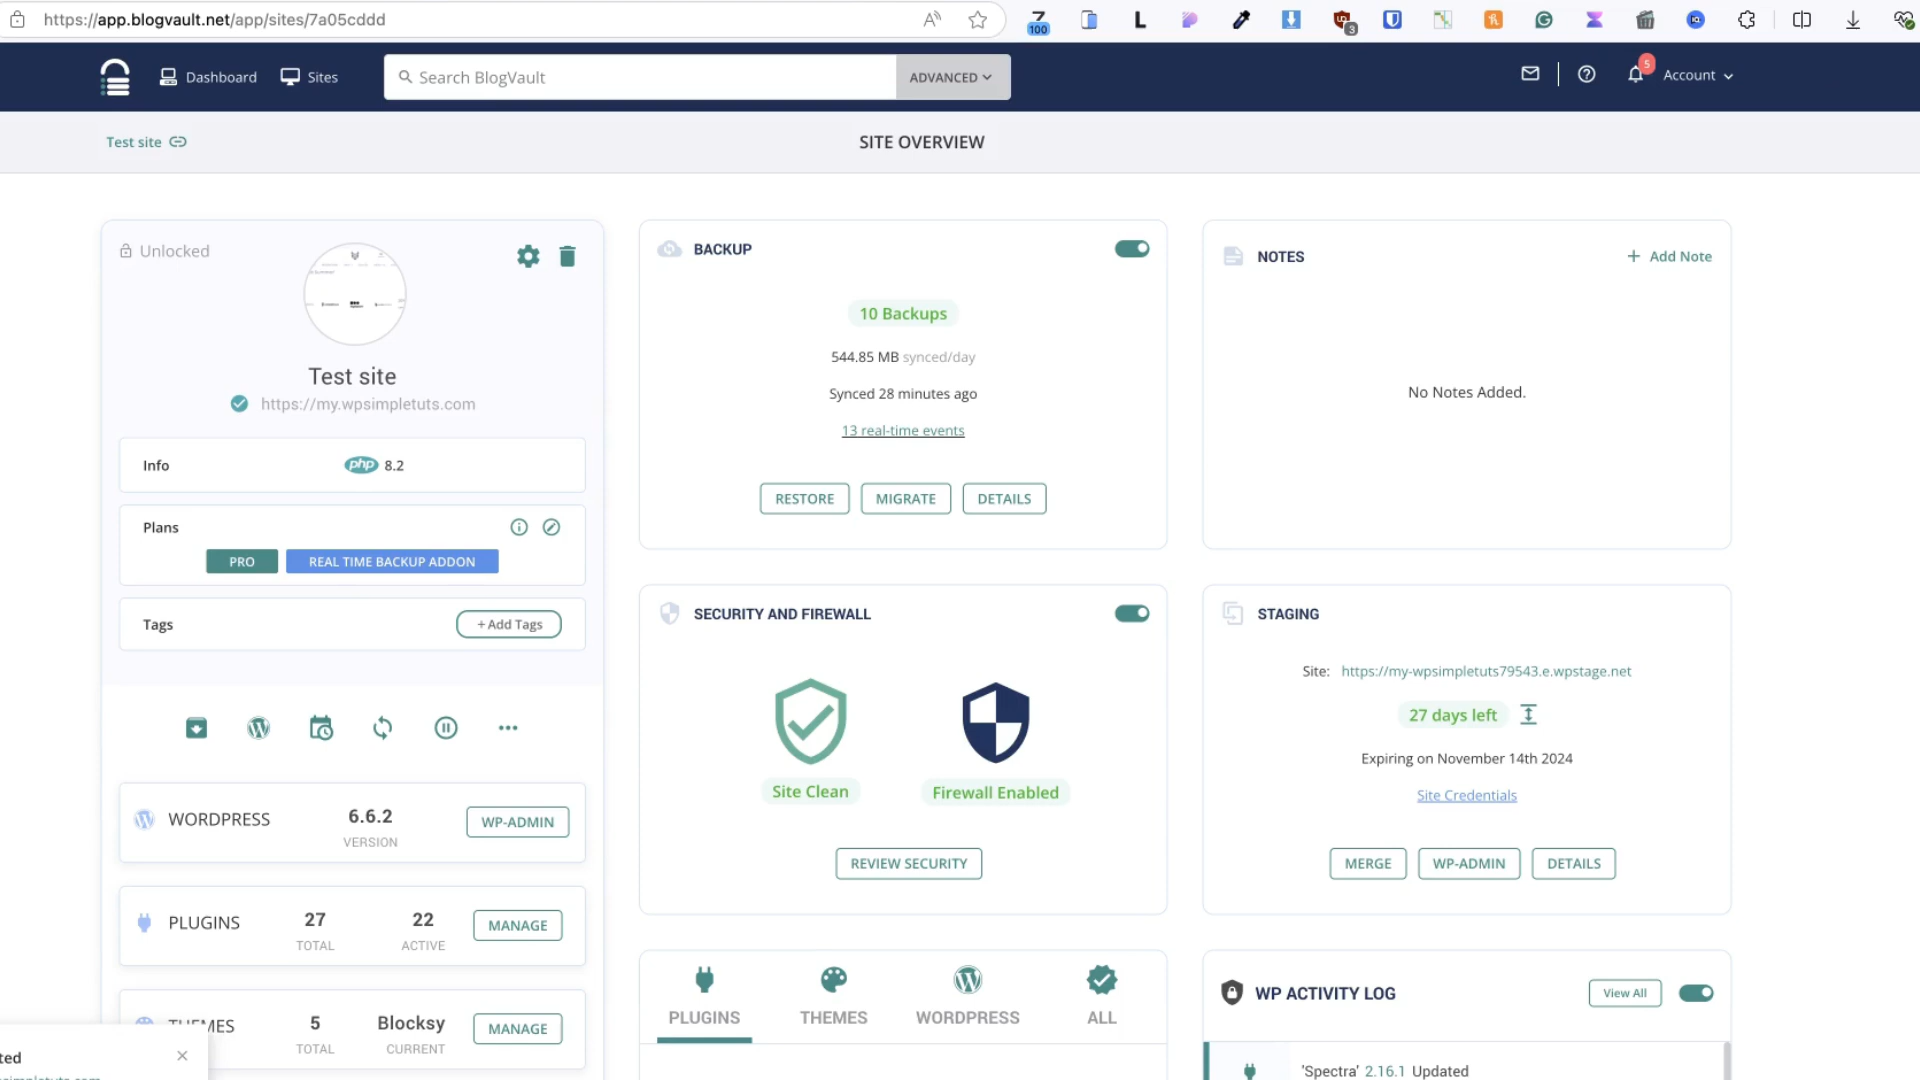 https://app.blogvault.net/app/sites/7a05cddd
100
3
Dashboard
Sites
Search BlogVault
ADVANCED
5
Account
Test site
SITE OVERVIEW
Unlocked
Test site
https://my.wpsimpletuts.com
Info
php 8.2
Plans
PRO
REAL TIME BACKUP ADDON
Tags
+ Add Tags
WORDPRESS
6.6.2
VERSION
WP-ADMIN
PLUGINS
27
TOTAL
22
ACTIVE
MANAGE
THEMES
5
TOTAL
Blocksy
CURRENT
MANAGE
ted
BACKUP
10 Backups
544.85 MB synced/day
Synced 28 minutes ago
13 real-time events
RESTORE
MIGRATE
DETAILS
NOTES
+ Add Note
No Notes Added.
SECURITY AND FIREWALL
Site Clean
Firewall Enabled
REVIEW SECURITY
STAGING
Site: https://my-wpsimpletuts79543.e.wpstage.net
27 days left
Expiring on November 14th 2024
Site Credentials
MERGE
WP-ADMIN
DETAILS
PLUGINS
THEMES
WORDPRESS
ALL
WP ACTIVITY LOG
View All
'Spectra' 2.16.1 Updated